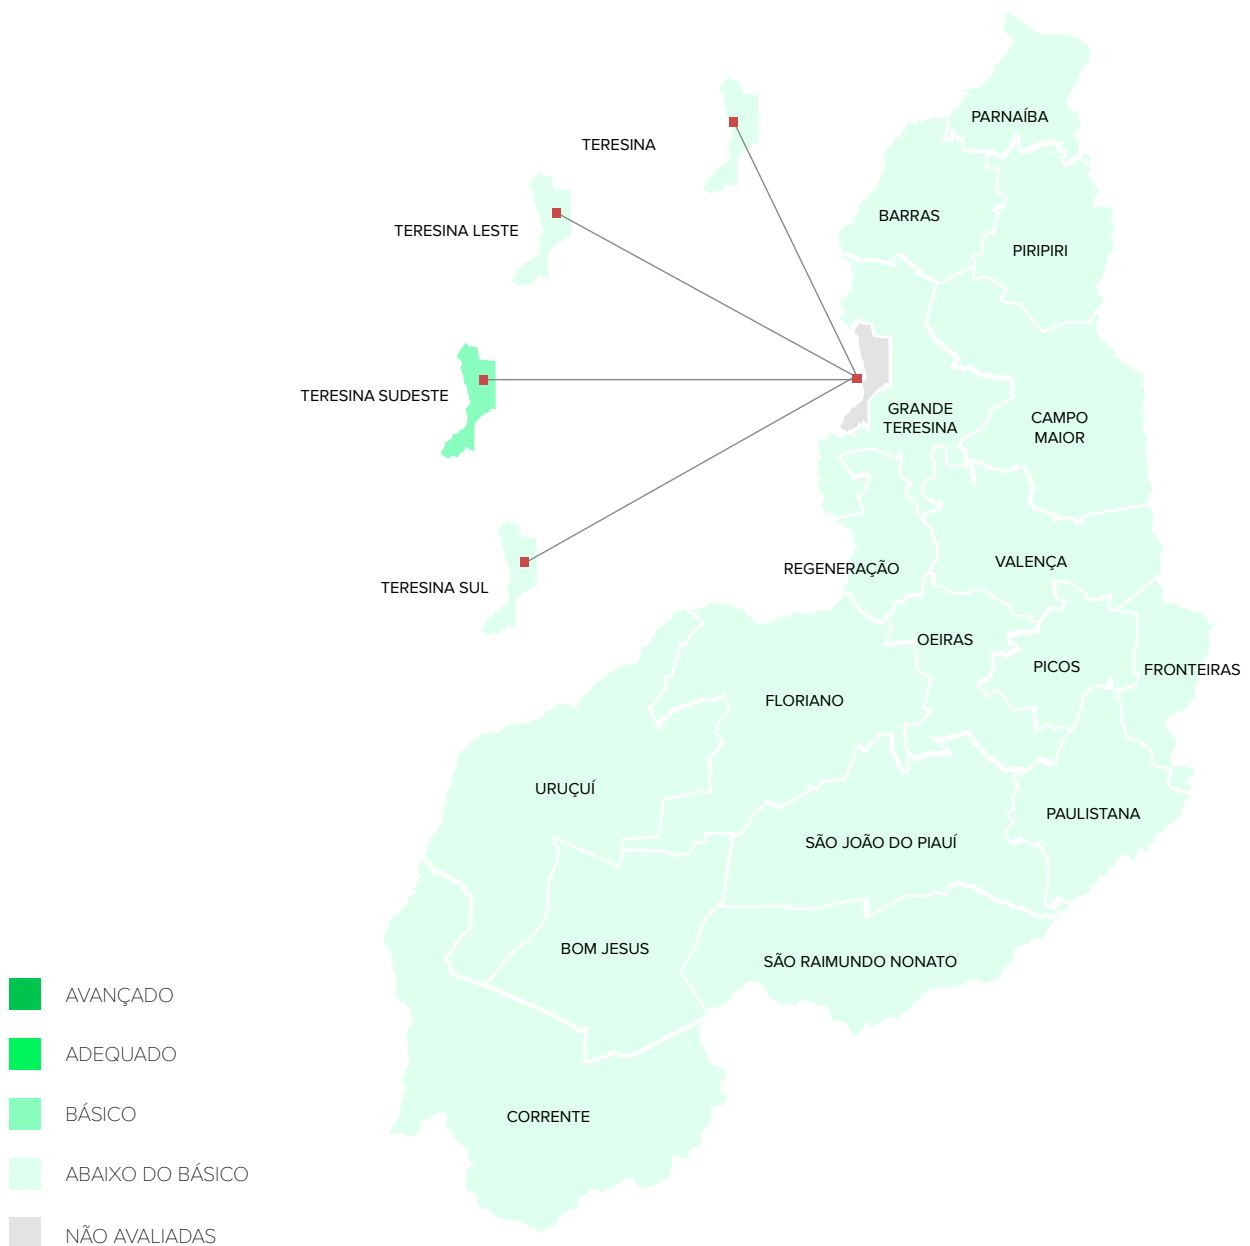 PARNAÍBA
TERESINA
BARRAS
TERESINA LESTE
PIRIPIRI
TERESINA SUDESTE
GRANDE
TERESINA
CAMPO
MAIOR
VALENÇA
REGENERAÇÃO
TERESINA SUL
OEIRAS
PICOS
FRONTEIRAS
FLORIANO
URUÇUÍ
PAULISTANA
SÃO JOÃO DO PIAUÍ
BOM JESUS
SÃO RAIMUNDO NONATO
CORRENTE
AVANÇADO
ADEQUADO
BÁSICO
ABAIXO DO BÁSICO
NÃO AVALIADAS